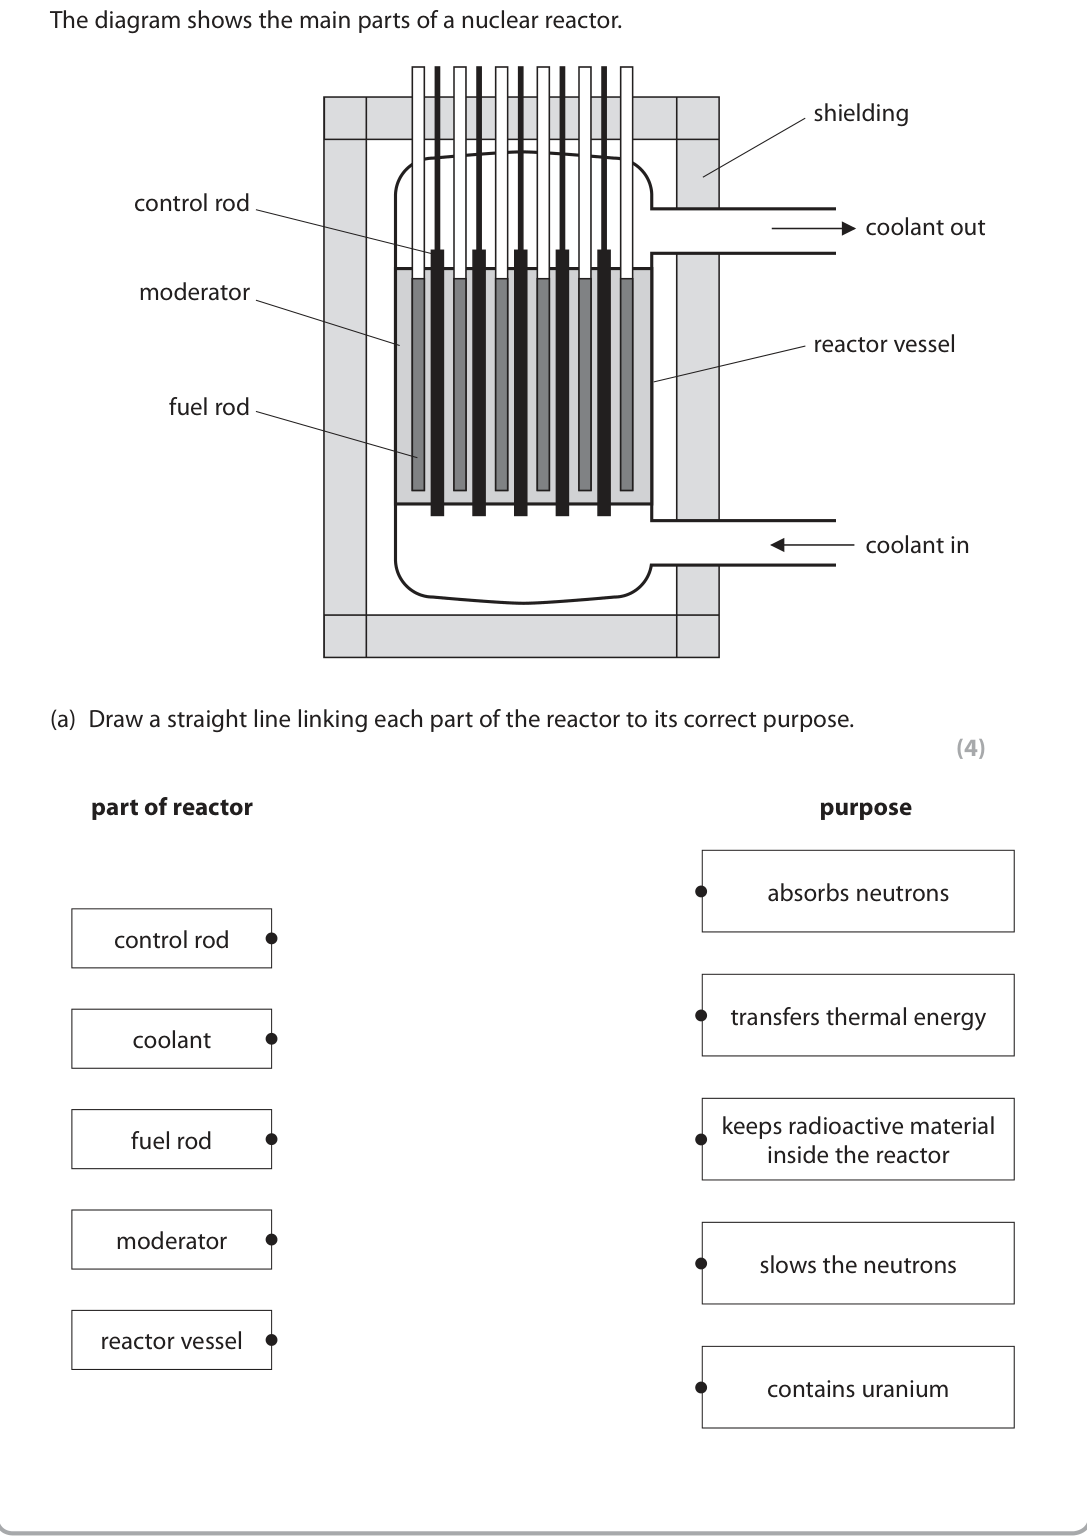 The diagram shows the main parts of a nuclear reactor.
shielding
control rod
coolant out
moderator
reactor vessel
fuel rod
coolant in
(a) Draw a straight line linking each part of the reactor to its correct purpose.
(4)
part of reactor
purpose
absorbs neutrons
control rod
transfers thermal energy
coolant
keeps radioactive material
inside the reactor
fuel rod
moderator
slows the neutrons
reactor vessel
contains uranium